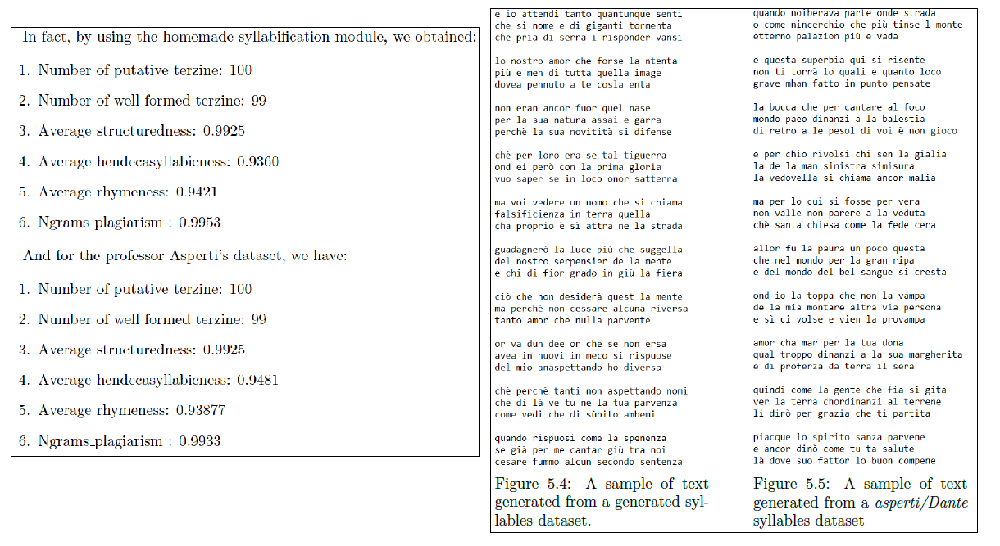 In fact, by using the homemade syllabification module, we obtained:
1. Number of putative terzine: 100
2. Number of well formed terzine: 99
3. Average structuredness: 0.9925
4. Average hendecasyllabicness: 0.9360
5. Average rhymeness: 0.9421
6. Ngrams plagiarism : 0.9953
And for the professor Asperti's dataset, we have:
1. Number of putative terzine: 100
2. Number of well formed terzine: 99
3. Average structuredness: 0.9925
4. Average hendecasyllabicness: 0.9481
5. Average rhymeness: 0.93877
6. Ngrams_plagiarism : 0.9933
e io attendi tanto quantunque senti
che si nome e di giganti tormenta
che pria di serra i risponder vansi
lo nostro amor che forse la ntenta
più e men di tutta quella image
dovea pennuto a te cosla enta
non eran ancor fuor quel nase
per la sua natura assai e garra
perchè la sua novitità si difense
chè per loro era se tal tiguerra
ond ei però con la prima gloria
vuo saper se in loco onor satterra
ma voi vedere un uomo che si chiama
falsificienza in terra quella
cha proprio è sì attra ne la strada
guadagnerò la luce più che suggella
del nostro serpensier de la mente
e chi di fior grado in giù la fiera
ciò che non desiderà quest la mente
ma perchè non cessare alcuna riversa
tanto amor che nulla parvente
or va dun dee or che se non ersa
avea in nuovi in meco si rispuose
del mio anaspettando ho diversa
chè perchè tanti non aspettando nomi
che di là ve tu ne la tua parvenza
come vedi che di sùbito ambemi
quando rispuosi come la spenenza
se già per me cantar giù tra noi
cesare fummo alcun secondo sentenza
Figure 5.4: A sample of text
generated from a generated syl-
lables dataset.
quando noiberava parte onde strada
o come nincerchio che più tinse l monte
etterno palazion più e vada
e questa superbia qui si risente
non ti torrà lo quali e quanto loco
grave mhan fatto in punto pensate
la bocca che per cantare al foco
mondo paeo dinanzi a la balestia
di retro a le pesol di voi è non gioco
e per chio rivolsi chi sen la gialia
la de la man sinistra simisura
la vedovella si chiama ancor malia
ma per lo cui si fosse per vera
non valle non parere a la veduta
chè santa chiesa come la fede cera
allor fu la paura un poco questa
che nel mondo per la gran ripa
e del mondo del bel sangue si cresta
ond io la toppa che non la vampa
de la mia montare altra via persona
e sì ci volse e vien la provampa
amor cha mar per la tua dona
qual troppo dinanzi a la sua margherita
e di proferza da terra il sera
quindi come la gente che fia si gita
ver la terra chordinanzi al terrene
li dirò per grazia che ti partita
piacque lo spirito sanza parvene
e ancor dinò come tu ta salute
là dove suo fattor lo buon compene
Figure 5.5: A sample of text
generated from a asperti/Dante
syllables dataset